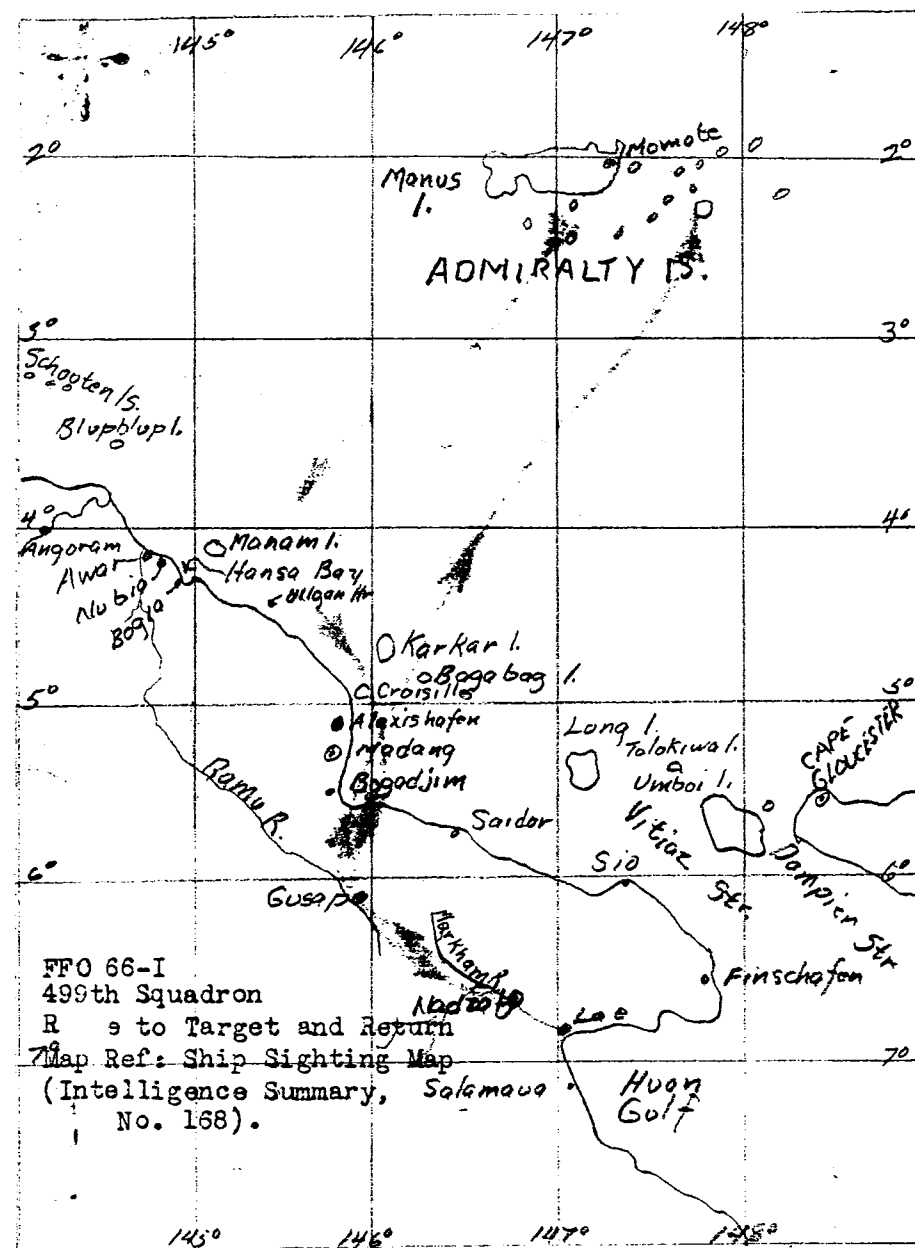 145° 146° 147° 148°
2° Momote 2°
Manus
I.
ADMIRALTY IS.
3° 3°
Schooten Is.
Blupblup I.
4° 4°
Angoram
Manam I.
Awar
Hansa Bay
Nubia
Bogia
Karkar I.
Bagabag I.
C Croisilles
5° 5°
Alexishafen
Madang
Bogadjim
Long I.
Tolokiwa I.
Umboi I.
CAPE
GLOUCESTER
Ramu R.
Saidor
Vitiaz
Str.
Dampier
Str
Sio
6° 6°
Gusap
Markham R.
Finschafen
Nadzab
Lae
FFO 66-I
499th Squadron
R e to Target and Return
7° Map Ref: Ship Sighting Map 7°
(Intelligence Summary,
No. 168).
Salamaua
Huon
Gulf
145° 146° 147° 148°